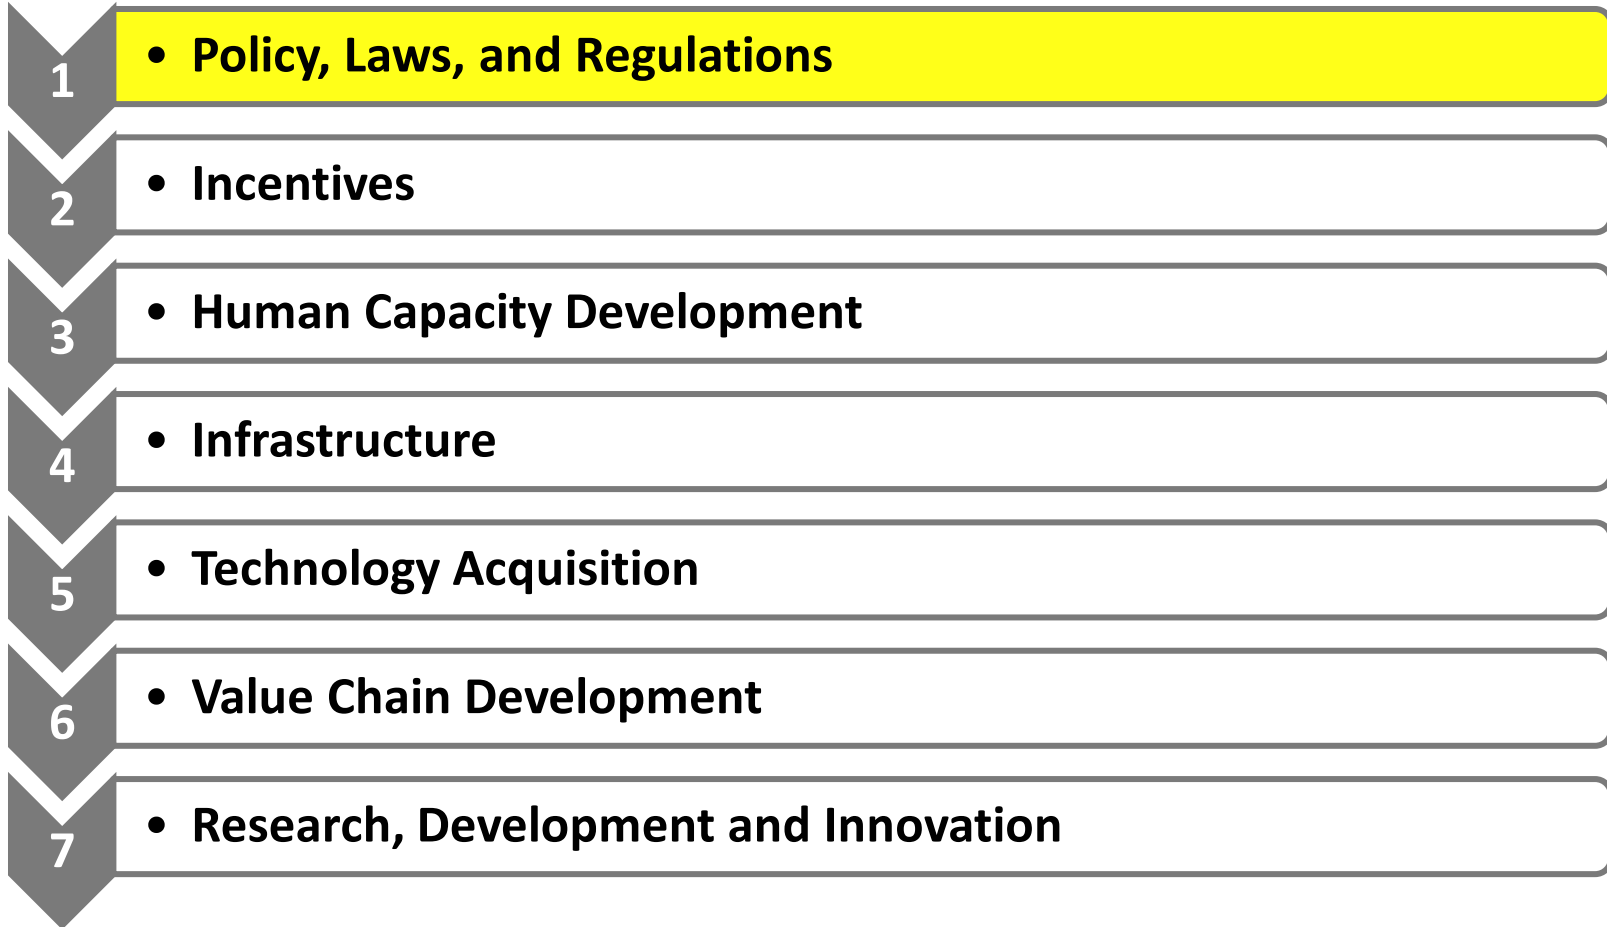 1 • Policy, Laws, and Regulations
2 • Incentives
3 • Human Capacity Development
4 • Infrastructure
5 • Technology Acquisition
6 • Value Chain Development
7 • Research, Development and Innovation